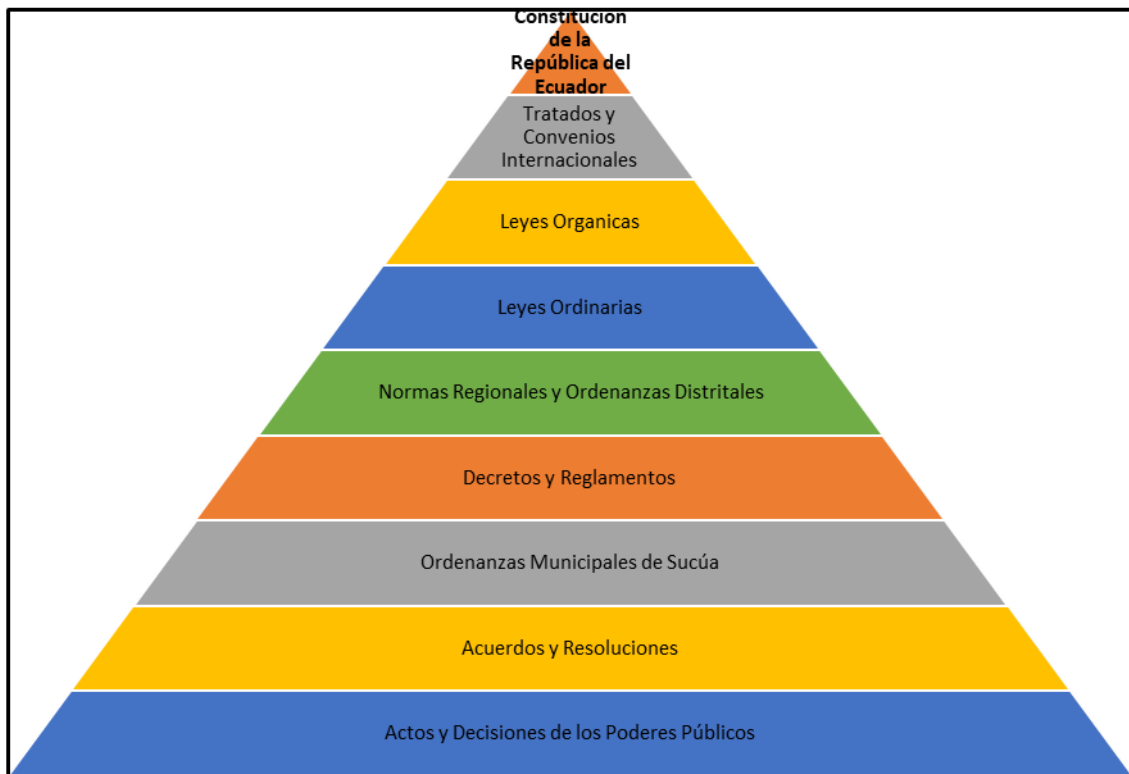 Constitución
de la
República del
Ecuador
Tratados y
Convenios
Internacionales
Leyes Organicas
Leyes Ordinarias
Normas Regionales y Ordenanzas Distritales
Decretos y Reglamentos
Ordenanzas Municipales de Sucúa
Acuerdos y Resoluciones
Actos y Decisiones de los Poderes Públicos